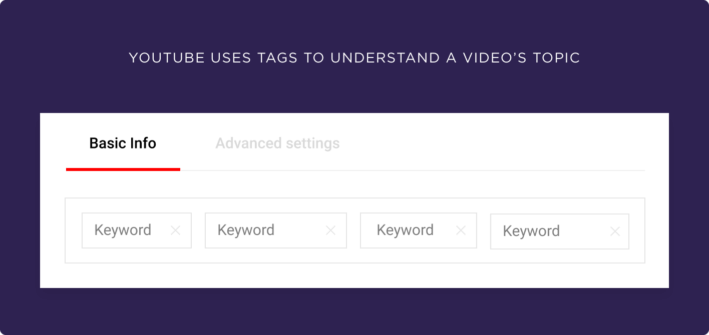 YOUTUBE USES TAGS TO UNDERSTAND A VIDEO'S TOPIC
Basic Info Advanced settings
Keyword Keyword Keyword Keyword